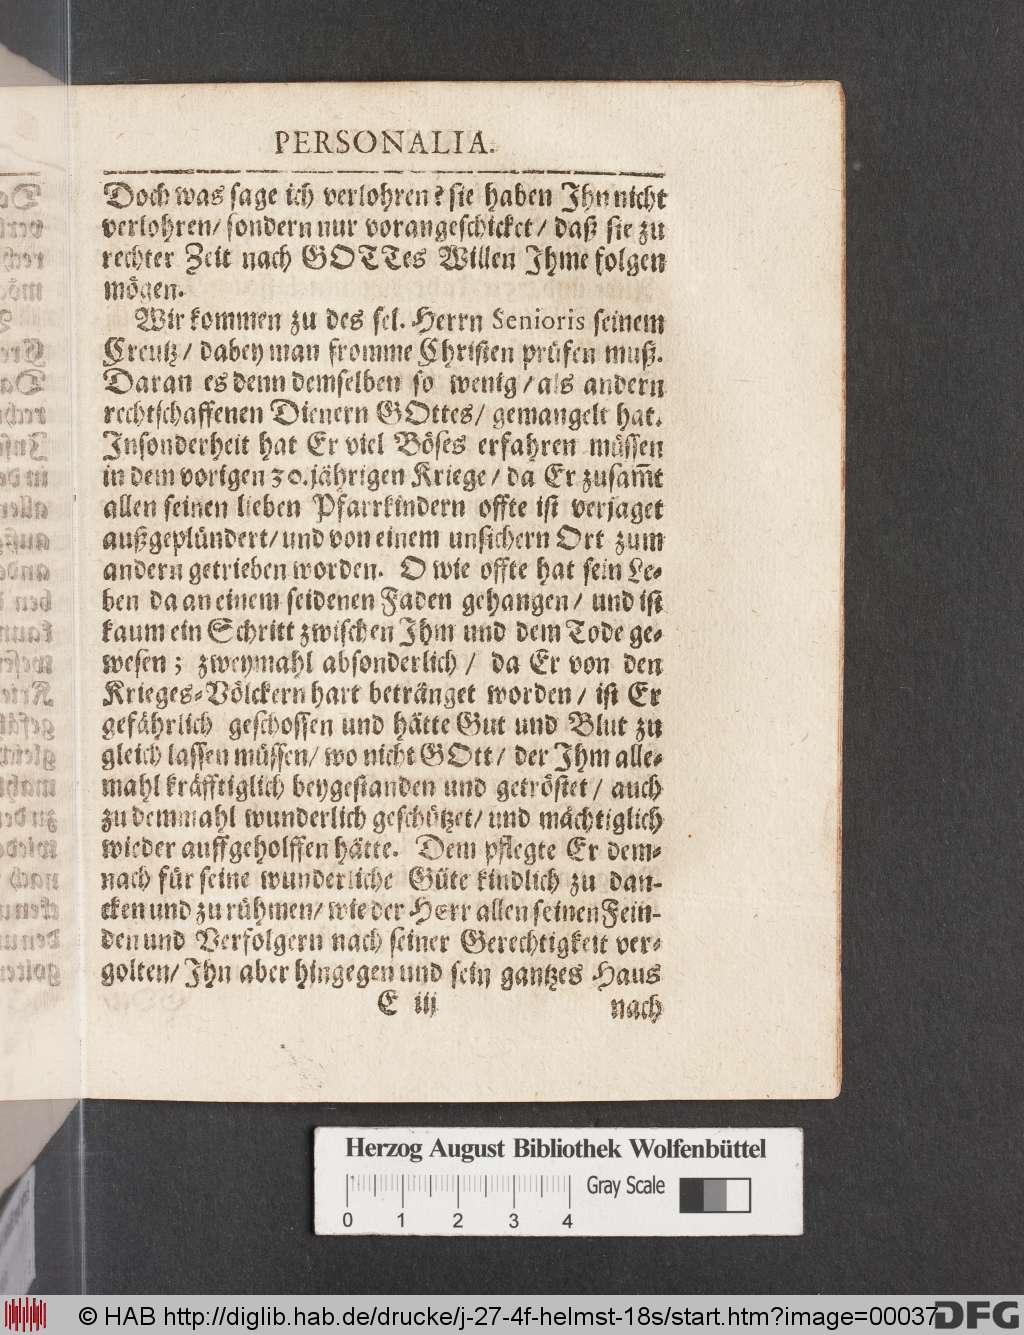 PERSONALIA.
Doch was sage ich verlohren? sie haben Ihn nicht
verlohren/ sondern nur vorangeschicket/ daß sie zu
rechter Zeit nach GOTTes Willen Ihme folgen
mögen.
Wir kommen zu des sel. Herrn Senioris seinem
Creutz/ dabey man fromme Christen prüfen muß.
Daran es denn demselben so wenig/ als andern
rechtschaffenen Dienern GOttes/ gemangelt hat.
Insonderheit hat Er viel Böses erfahren müssen
in dem vorigen 30. jährigen Kriege/ da Er zusam̅t
allen seinen lieben Pfarrkindern offte ist verjaget
außgeplündert/ und von einem unsichern Ort zum
andern getrieben worden. O wie offte hat sein Le-
ben da an einem seidenen Faden gehangen/ und ist
kaum ein Schritt zwischen Ihm und dem Tode ge-
wesen; zweymahl absonderlich/ da Er von den
Krieges-Völckern hart betränget worden/ ist Er
gefährlich geschossen und hätte Gut und Blut zu
gleich lassen müssen/ wo nicht GOtt/ der Ihm alle-
mahl kräfftiglich beygestanden und getröstet/ auch
zu demmahl wunderlich geschützet/ und mächtiglich
wieder auffgeholffen hätte. Dem pflegte Er dem-
nach für seine wunderliche Güte kindlich zu dan-
cken und zu rühmen/ wie der Herr allen seinen Fein-
den und Verfolgern nach seiner Gerechtigkeit ver-
golten/ Ihn aber hingegen und sein gantzes Haus
E iij nach
Herzog August Bibliothek Wolfenbüttel
Gray Scale
0 1 2 3 4
© HAB http://diglib.hab.de/drucke/j-27-4f-helmst-18s/start.htm?image=00037
DFG